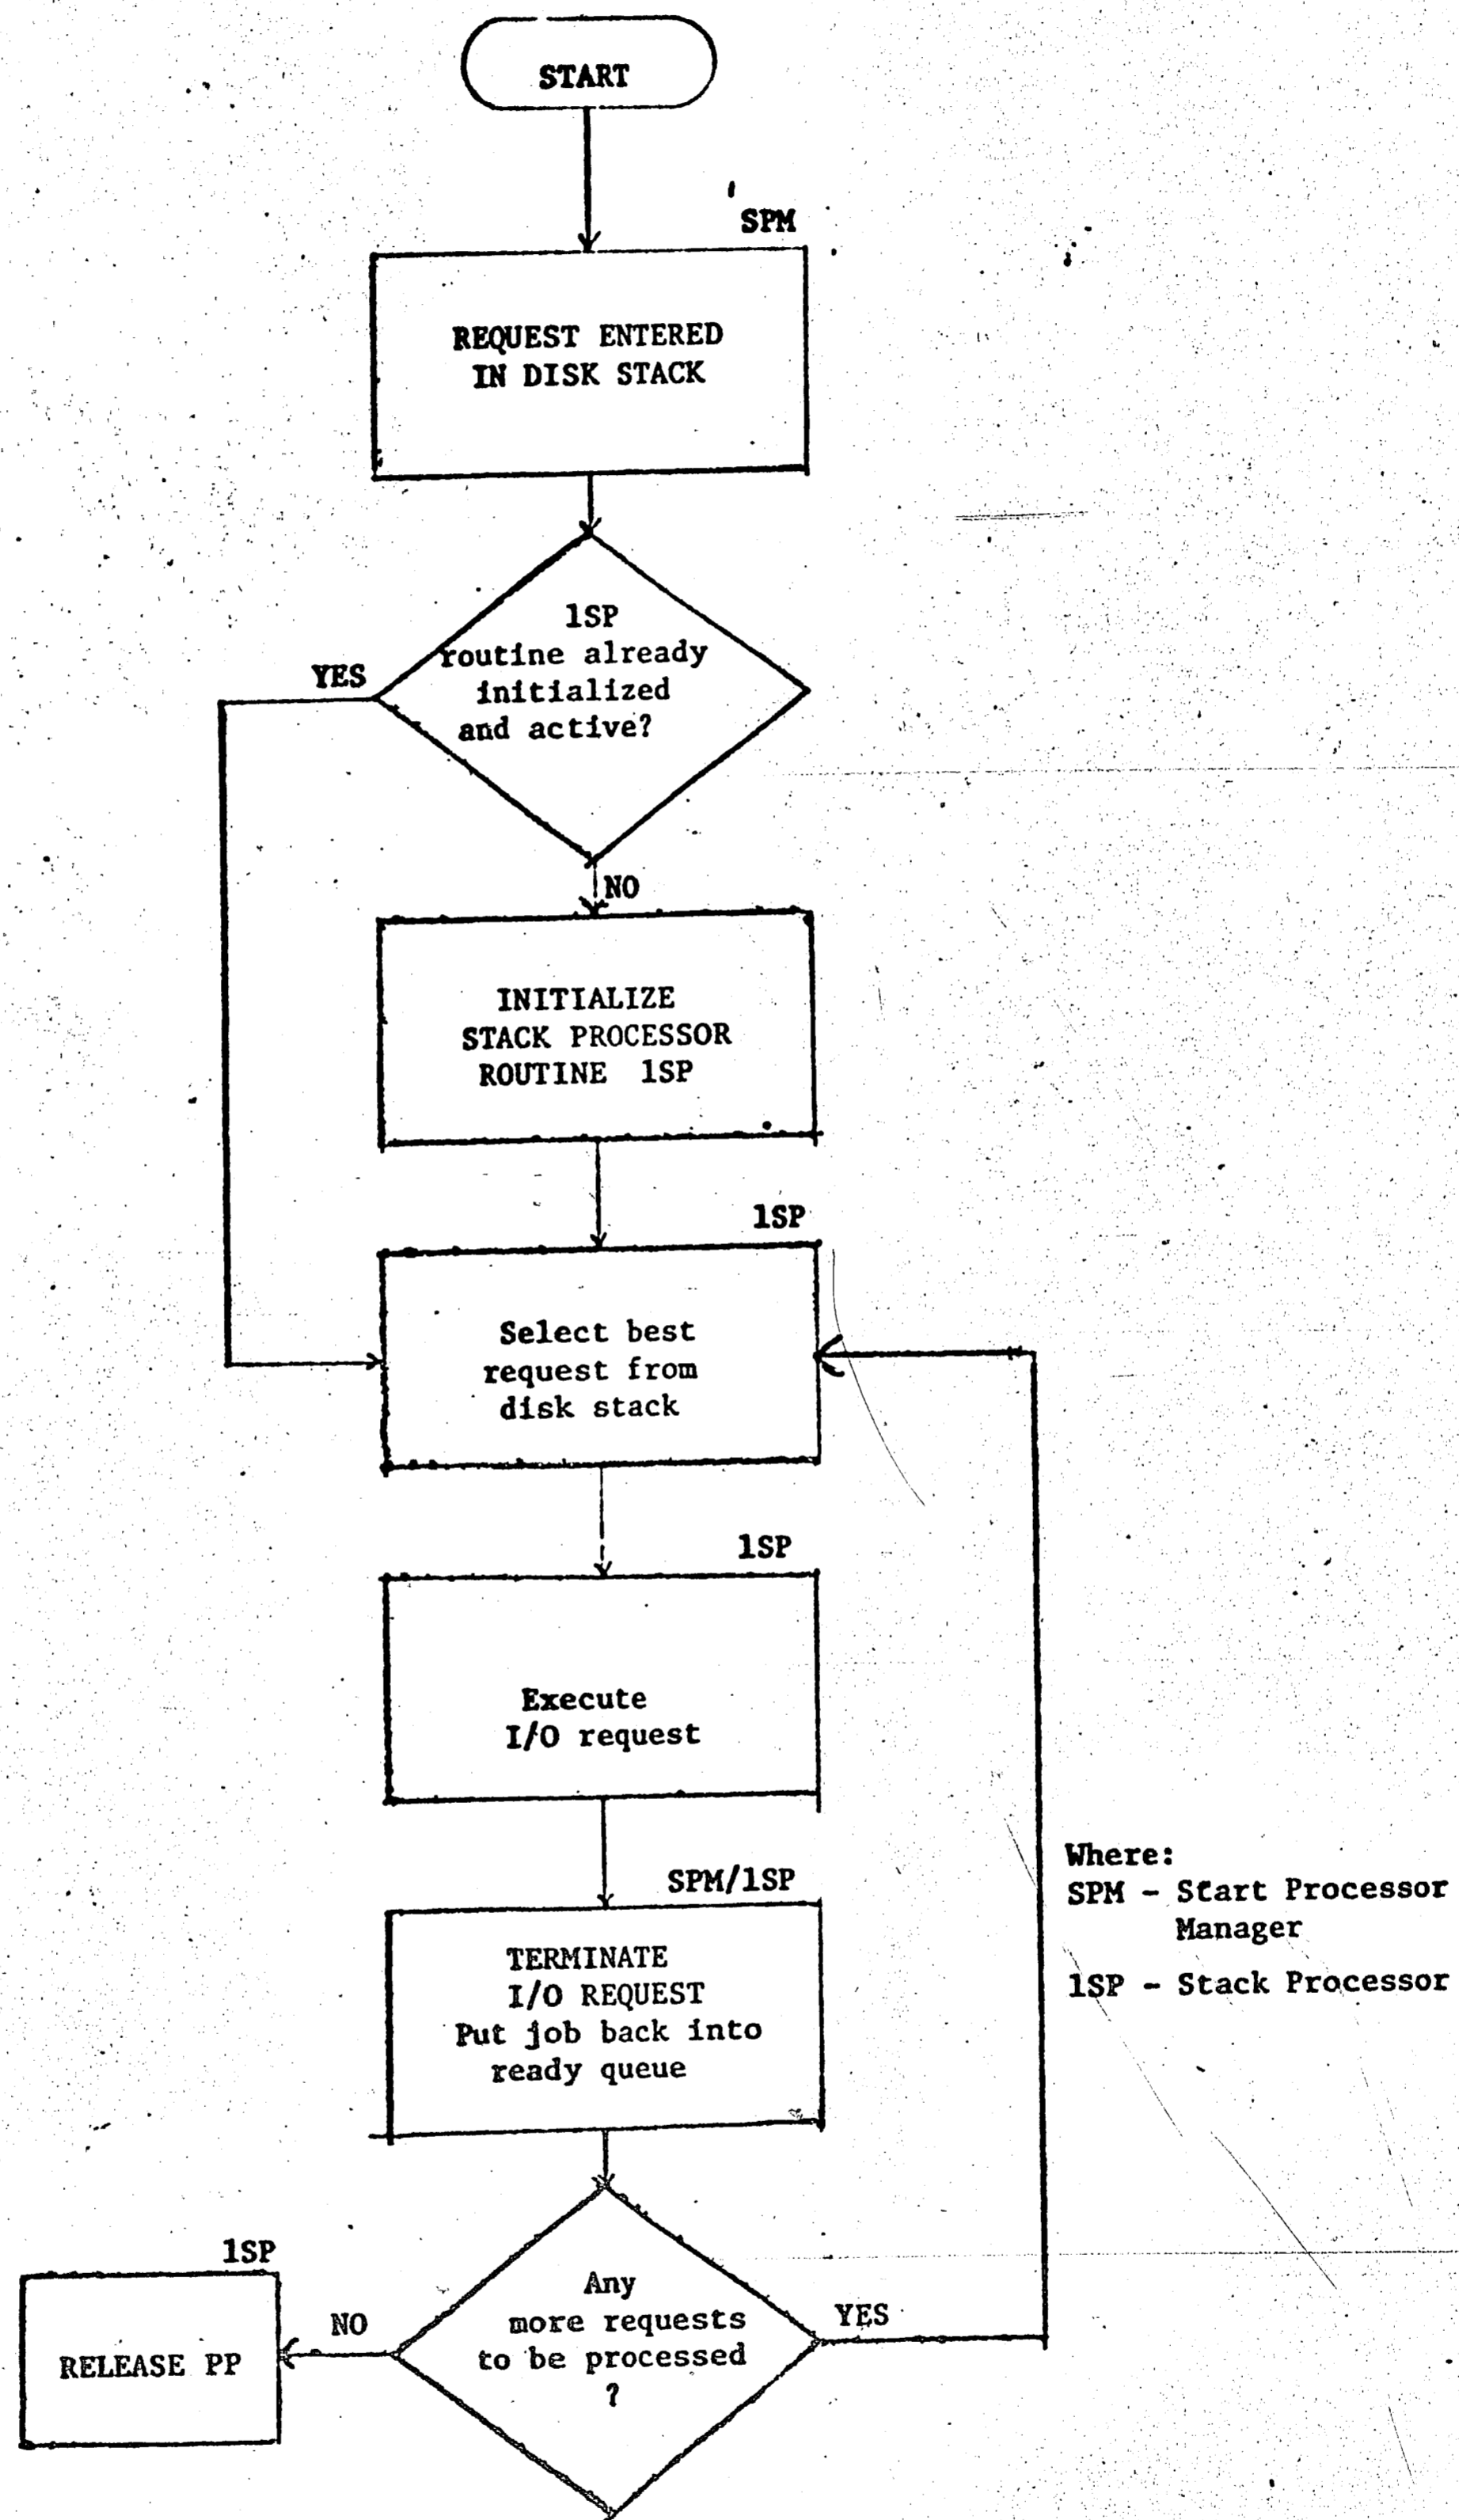 START
SPM
REQUEST ENTERED
IN DISK STACK
1SP
routine already
initialized
and active?
YES
NO
INITIALIZE
STACK PROCESSOR
ROUTINE 1SP
1SP
Select best
request from
disk stack
1SP
Execute
I/O request
SPM/1SP
TERMINATE
I/O REQUEST
Put job back into
ready queue
Where:
SPM - Start Processor
Manager
1SP - Stack Processor
1SP
RELEASE PP
NO
Any
more requests
to be processed
?
YES